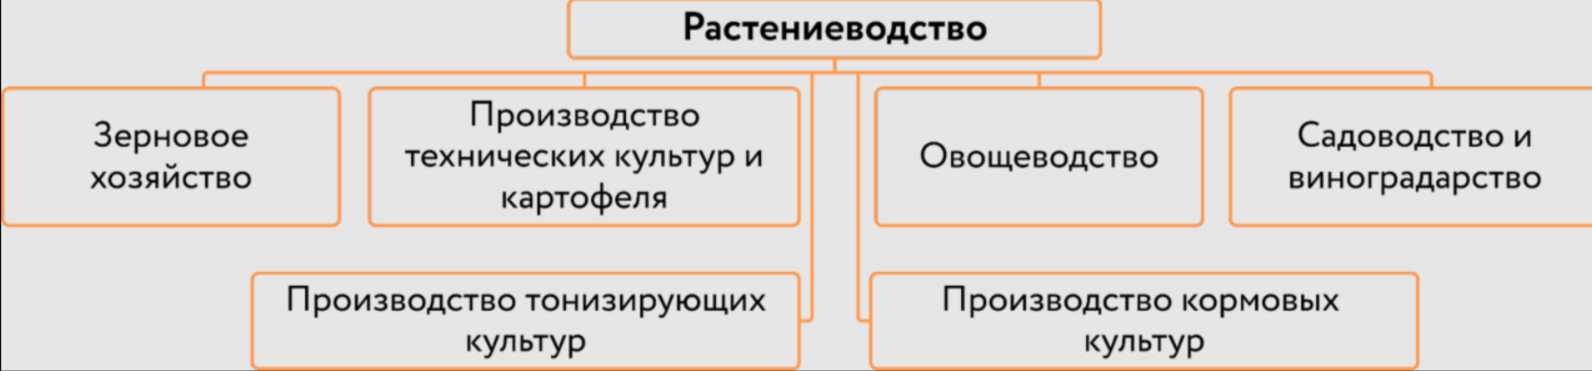 Растениеводство
Зерновое
хозяйство
Производство
технических культур и
картофеля
Овощеводство
Садоводство и
виноградарство
Производство тонизирующих
культур
Производство кормовых
культур